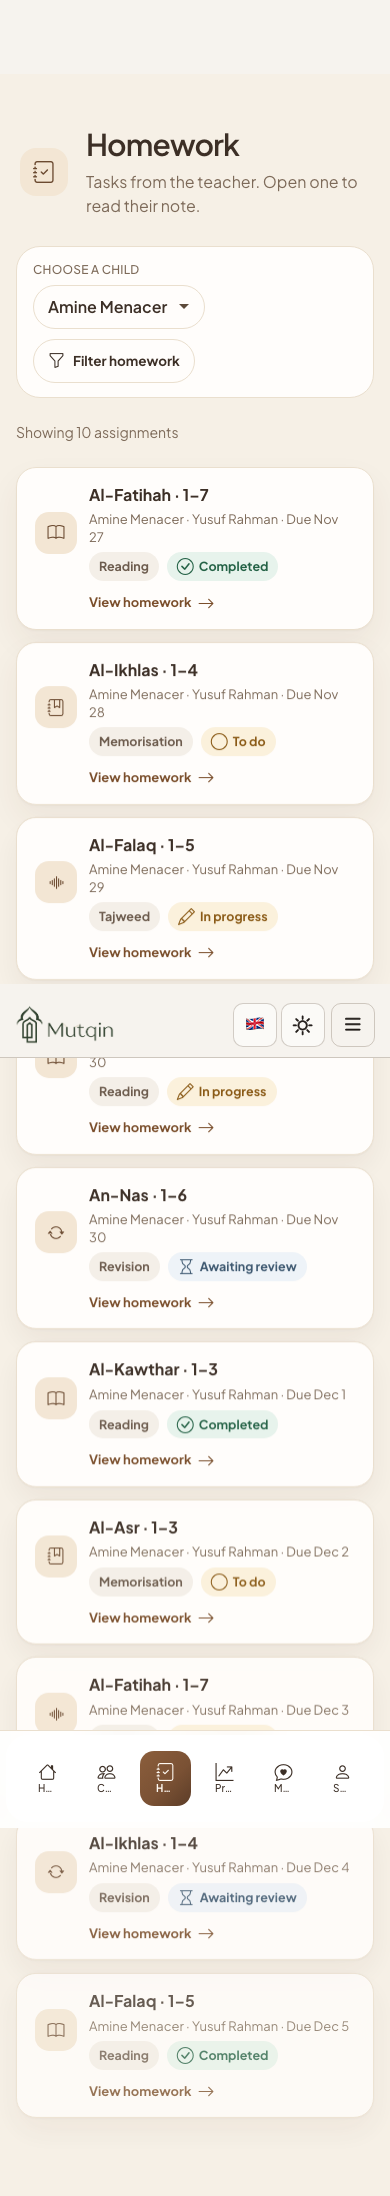 Homework
Tasks from the teacher. Open one to
read their note.
CHOOSE A CHILD
Amine Menacer
Filter homework
Showing 10 assignments
Al-Fatihah · 1–7
Amine Menacer · Yusuf Rahman · Due Nov
27
Reading
Completed
View homework →
Al-Ikhlas · 1–4
Amine Menacer · Yusuf Rahman · Due Nov
28
Memorisation
To do
View homework →
Al-Falaq · 1–5
Amine Menacer · Yusuf Rahman · Due Nov
29
Tajweed
In progress
View homework →
Mutqin
30
Reading
In progress
View homework →
An-Nas · 1–6
Amine Menacer · Yusuf Rahman · Due Nov
30
Revision
Awaiting review
View homework →
Al-Kawthar · 1–3
Amine Menacer · Yusuf Rahman · Due Dec 1
Reading
Completed
View homework →
Al-Asr · 1–3
Amine Menacer · Yusuf Rahman · Due Dec 2
Memorisation
To do
View homework →
Al-Fatihah · 1–7
Amine Menacer · Yusuf Rahman · Due Dec 3
H...
C...
H...
Pr...
M...
S...
Al-Ikhlas · 1–4
Amine Menacer · Yusuf Rahman · Due Dec 4
Revision
Awaiting review
View homework →
Al-Falaq · 1–5
Amine Menacer · Yusuf Rahman · Due Dec 5
Reading
Completed
View homework →